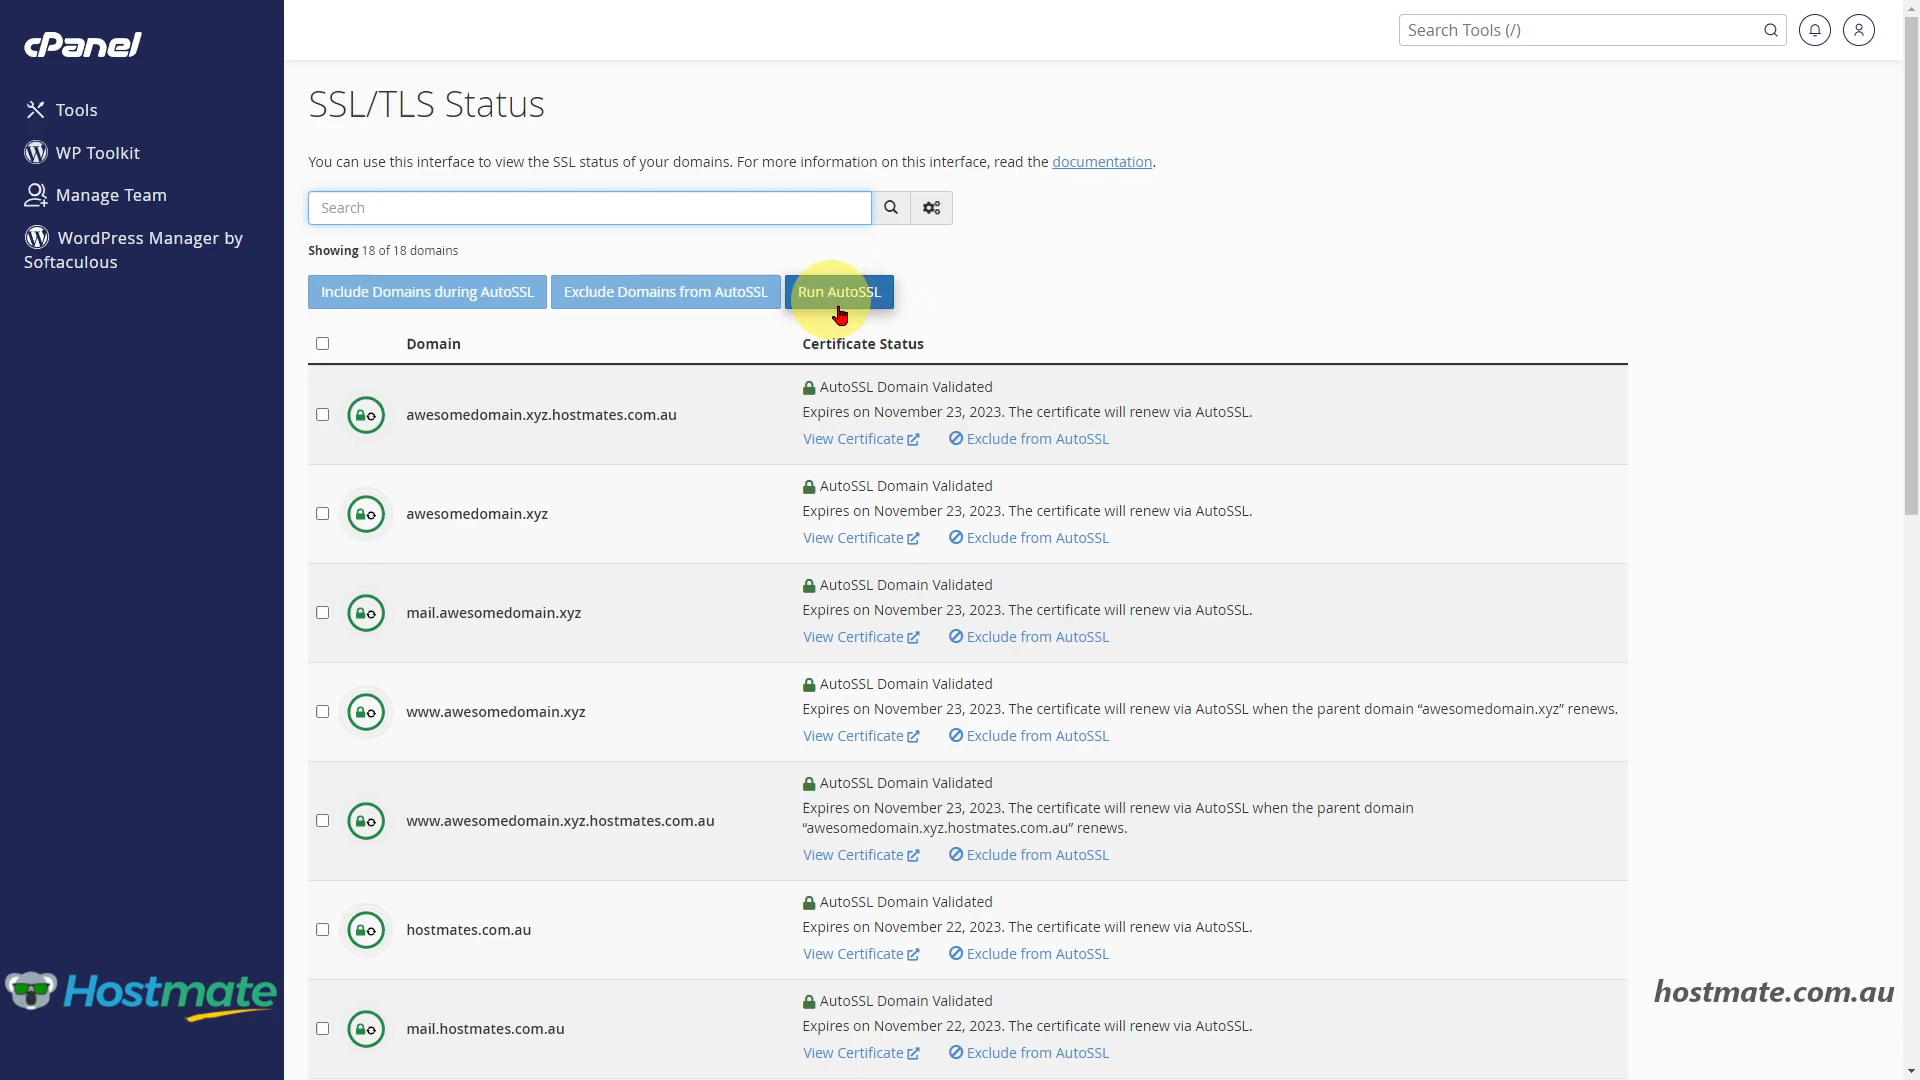 cPanel
Search Tools (/)
Tools
WP Toolkit
Manage Team
WordPress Manager by
Softaculous
SSL/TLS Status
You can use this interface to view the SSL status of your domains. For more information on this interface, read the documentation.
Search
Showing 18 of 18 domains
Include Domains during AutoSSL
Exclude Domains from AutoSSL
Run AutoSSL
Domain
Certificate Status
awesomedomain.xyz.hostmates.com.au
AutoSSL Domain Validated
Expires on November 23, 2023. The certificate will renew via AutoSSL.
View Certificate
Exclude from AutoSSL
awesomedomain.xyz
AutoSSL Domain Validated
Expires on November 23, 2023. The certificate will renew via AutoSSL.
View Certificate
Exclude from AutoSSL
mail.awesomedomain.xyz
AutoSSL Domain Validated
Expires on November 23, 2023. The certificate will renew via AutoSSL.
View Certificate
Exclude from AutoSSL
www.awesomedomain.xyz
AutoSSL Domain Validated
Expires on November 23, 2023. The certificate will renew via AutoSSL when the parent domain “awesomedomain.xyz” renews.
View Certificate
Exclude from AutoSSL
www.awesomedomain.xyz.hostmates.com.au
AutoSSL Domain Validated
Expires on November 23, 2023. The certificate will renew via AutoSSL when the parent domain
“awesomedomain.xyz.hostmates.com.au” renews.
View Certificate
Exclude from AutoSSL
hostmates.com.au
AutoSSL Domain Validated
Expires on November 22, 2023. The certificate will renew via AutoSSL.
View Certificate
Exclude from AutoSSL
mail.hostmates.com.au
AutoSSL Domain Validated
Expires on November 22, 2023. The certificate will renew via AutoSSL.
View Certificate
Exclude from AutoSSL
Hostmate
hostmate.com.au